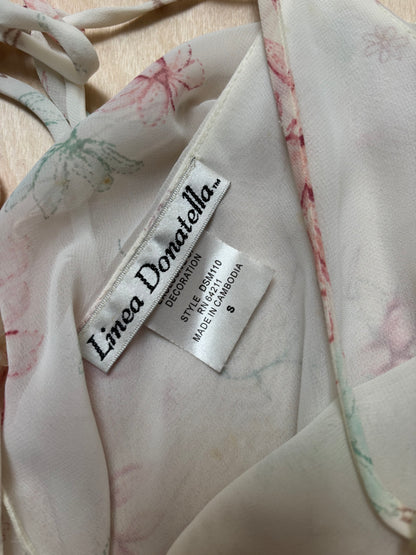 Linea Donatella™
DECORATION
STYLE DSM110
RN 64211
MADE IN CAMBODIA
S